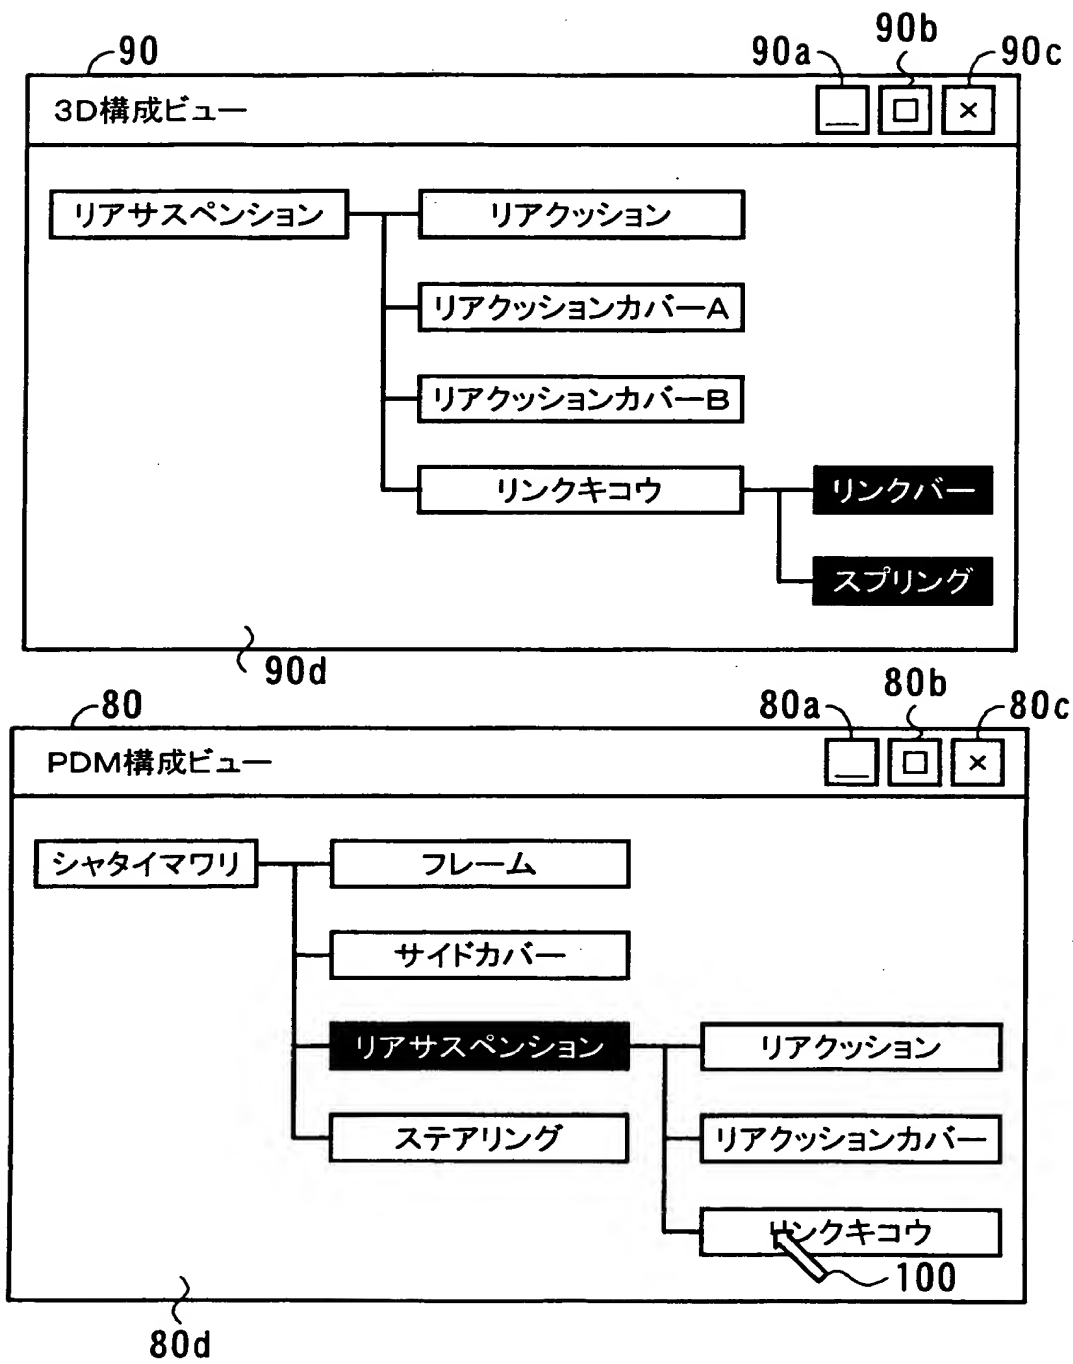 90
90a
90b
90c
3D構成ビュー
_ □ ×
リアサスペンション
リアクッション
リアクッションカバーA
リアクッションカバーB
リンクキコウ
リンクバー
スプリング
90d
80
80a
80b
80c
PDM構成ビュー
_ □ ×
シャタイマワリ
フレーム
サイドカバー
リアサスペンション
リアクッション
ステアリング
リアクッションカバー
リンクキコウ
100
80d